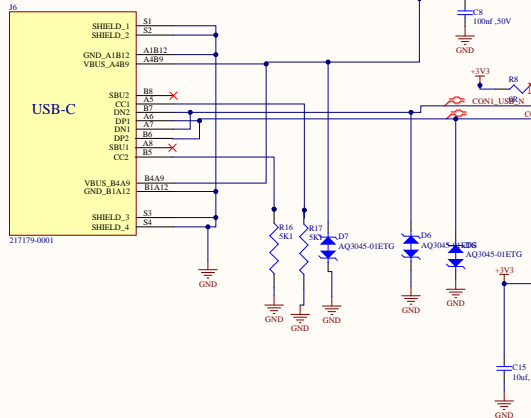 J6
SHIELD_1 S1
SHIELD_2 S2
GND_A1B12 A1B12
VBUS_A4B9 A4B9
USB-C
SBU2 B8
CC1 A5
DN2 B7
DP1 A6
DN1 A7
DP2 B6
SBU1 A8
CC2 B5
VBUS_B4A9 B4A9
GND_B1A12 B1A12
SHIELD_3 S3
SHIELD_4 S4
217179-0001
GND
R16
5K1
GND
R17
5K1
GND
D7
AQ3045-01ETG
GND
D6
GND
AQ3045-01ETG
GND
C8
100nf ,50V
GND
+3V3
R8
CON1_USB_N
+3V3
C15
10uf,
GND